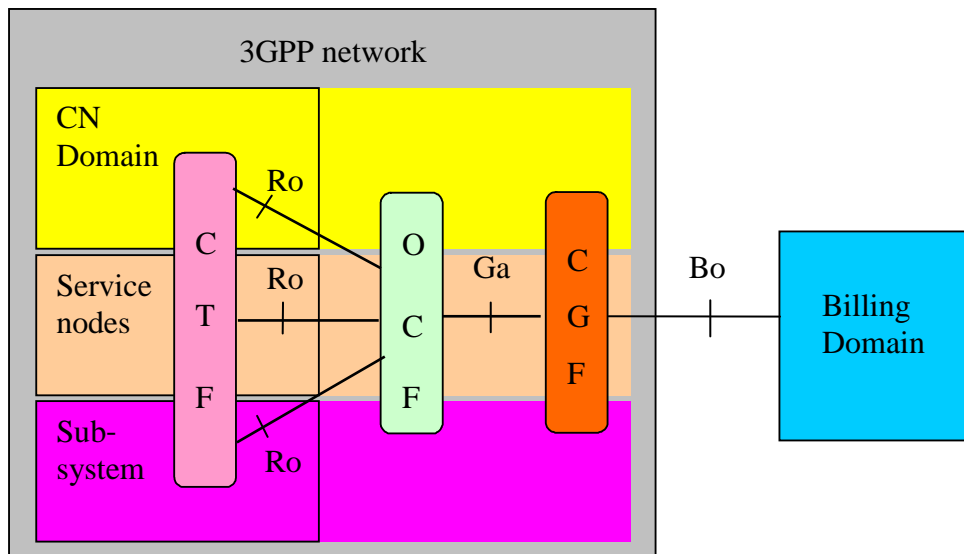 3GPP network
CN
Domain
Ro
C
T
F
Ro
Service
nodes
Sub-
system
Ro
O
C
F
Ga
C
G
F
Bo
Billing
Domain